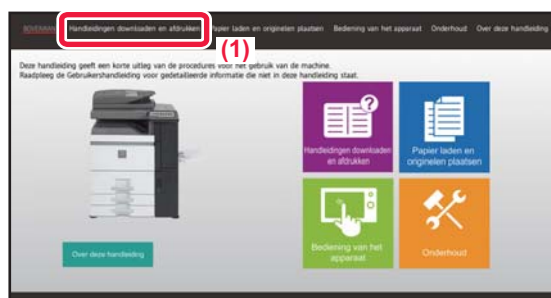 BOVENKANT Handleidingen downloaden en afdrukken Papier laden en originelen plaatsen Bediening van het apparaat Onderhoud Over deze handleiding
(1)
Deze handleiding geeft een korte uitleg van de procedures voor het gebruik van de machine.
Raadpleeg de Gebruikershandleiding voor gedetailleerde informatie die niet in deze handleiding staat.
Handleidingen downloaden
en afdrukken
Papier laden en
originelen plaatsen
Bediening van het
apparaat
Onderhoud
Over deze handleiding